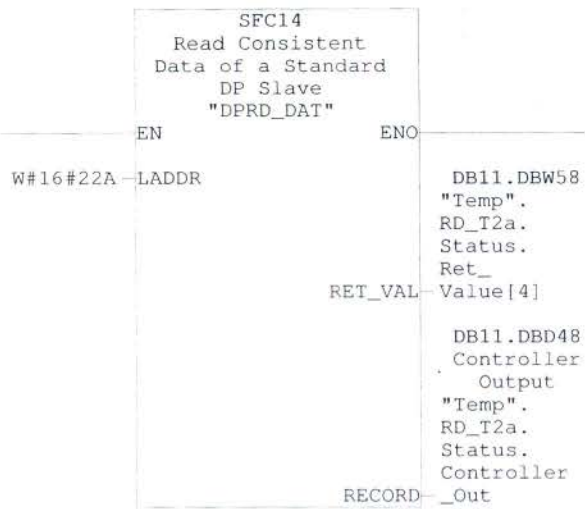 SFC14
Read Consistent
Data of a Standard
DP Slave
"DPRD_DAT"
EN
ENO
W#16#22A
LADDR
DB11.DBW58
"Temp".
RD_T2a.
Status.
Ret_
RET_VAL
Value[4]
DB11.DBD48
Controller
Output
"Temp".
RD_T2a.
Status.
Controller
RECORD
_Out